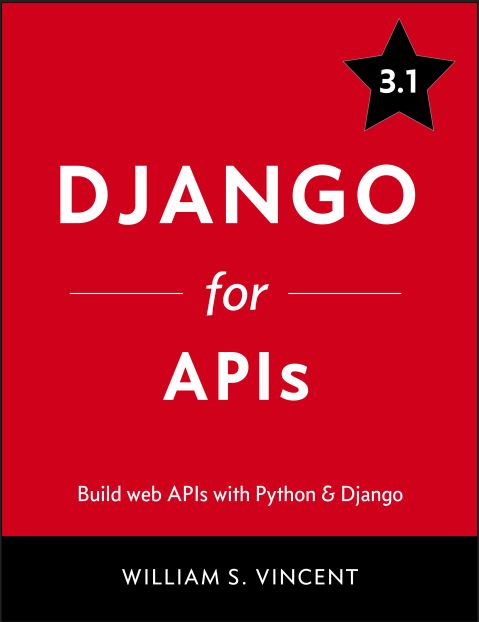 3.1
DJANGO
for
APIs
Build web APIs with Python & Django
WILLIAM S. VINCENT